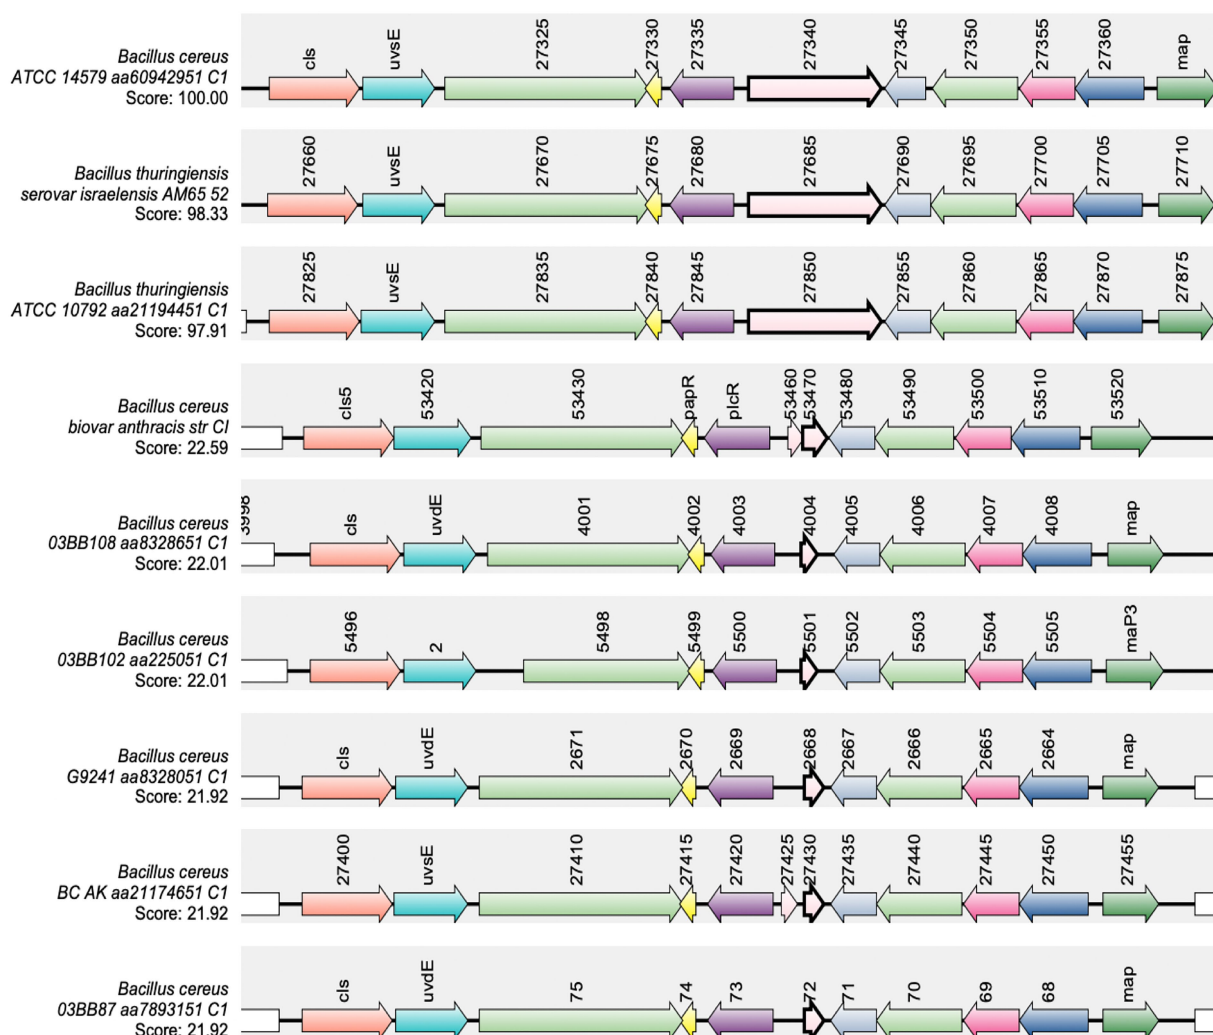 cls uvsE 27325 27330 27335 27340 27345 27350 27355 27360 map
Bacillus cereus
ATCC 14579 aa60942951 C1
Score: 100.00
27660 uvsE 27670 27675 27680 27685 27690 27695 27700 27705 27710
Bacillus thuringiensis
serovar israelensis AM65 52
Score: 98.33
27825 uvsE 27835 27840 27845 27850 27855 27860 27865 27870 27875
Bacillus thuringiensis
ATCC 10792 aa21194451 C1
Score: 97.91
cls5 53420 53430 papR plcR 53460 53470 53480 53490 53500 53510 53520
Bacillus cereus
biovar anthracis str CI
Score: 22.59
3998 cls uvdE 4001 4002 4003 4004 4005 4006 4007 4008 map
Bacillus cereus
03BB108 aa8328651 C1
Score: 22.01
5496 2 5498 5499 5500 5501 5502 5503 5504 5505 maP3
Bacillus cereus
03BB102 aa225051 C1
Score: 22.01
cls uvdE 2671 2670 2669 2668 2667 2666 2665 2664 map
Bacillus cereus
G9241 aa8328051 C1
Score: 21.92
27400 uvsE 27410 27415 27420 27425 27430 27435 27440 27445 27450 27455
Bacillus cereus
BC AK aa21174651 C1
Score: 21.92
cls uvdE 75 74 73 72 71 70 69 68 map
Bacillus cereus
03BB87 aa7893151 C1
Score: 21.92